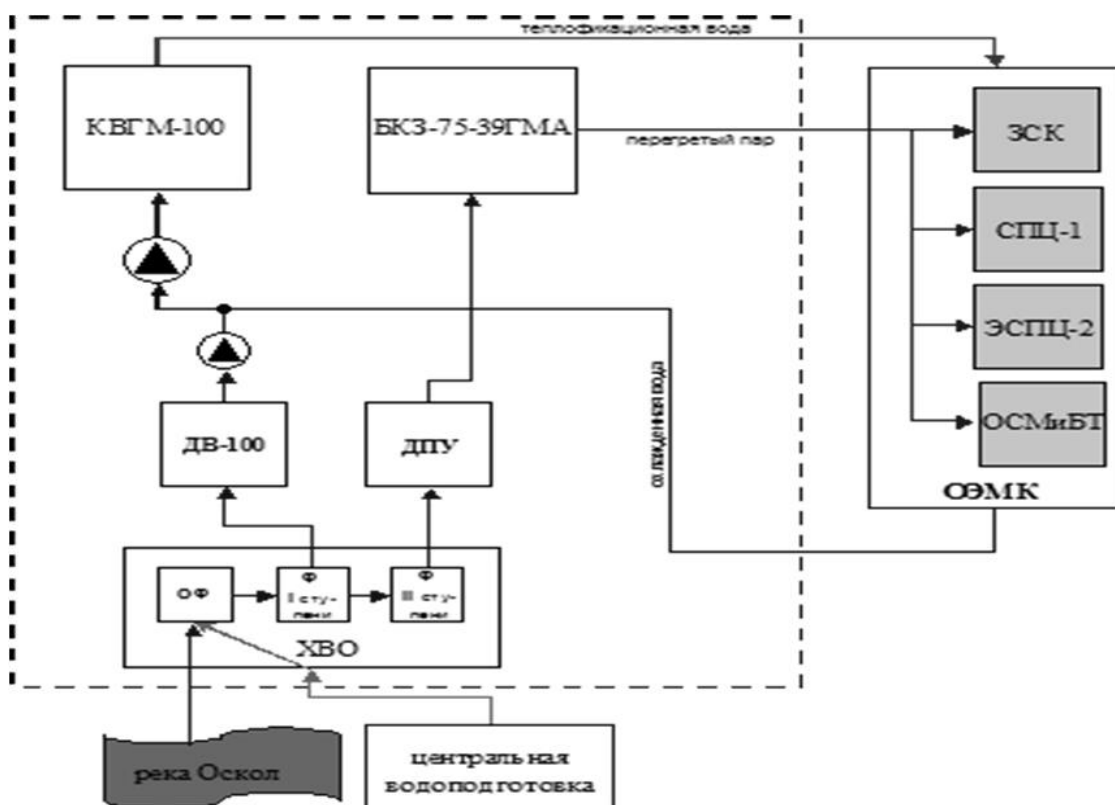 теплофикационная вода
КВГМ-100
БКЗ-75-39ГМА
перегретый пар
ЗСК
СПЦ-1
ЭСПЦ-2
ОСМиБТ
ОЭМК
охлажденная вода
ДВ-100
ДПУ
ОФ
Ф
I сту-
пени
Ф
II сту-
пени
ХВО
река Оскол
центральная
водоподготовка